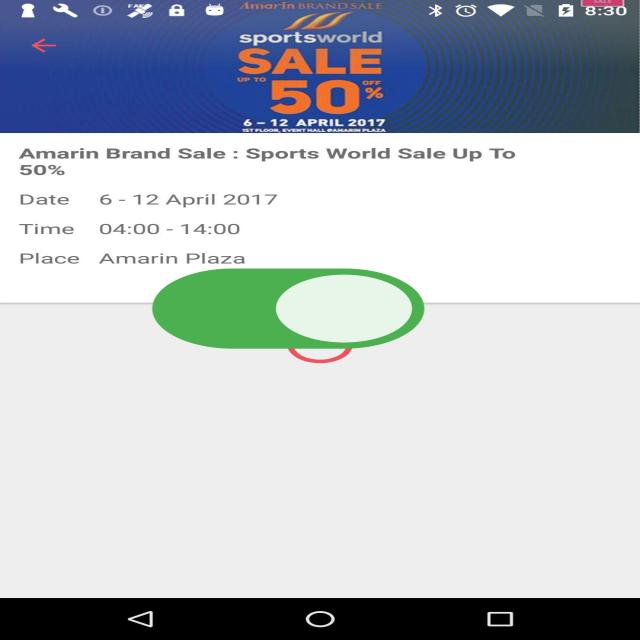 Amarin BRAND SALE
SALE
8:30
sportsworld
SALE
UP TO
50%
OFF
6 – 12 APRIL 2017
1ST FLOOR, EVENT HALL @AMARIN PLAZA
Amarin Brand Sale : Sports World Sale Up To
50%
Date 6 - 12 April 2017
Time 04:00 - 14:00
Place Amarin Plaza